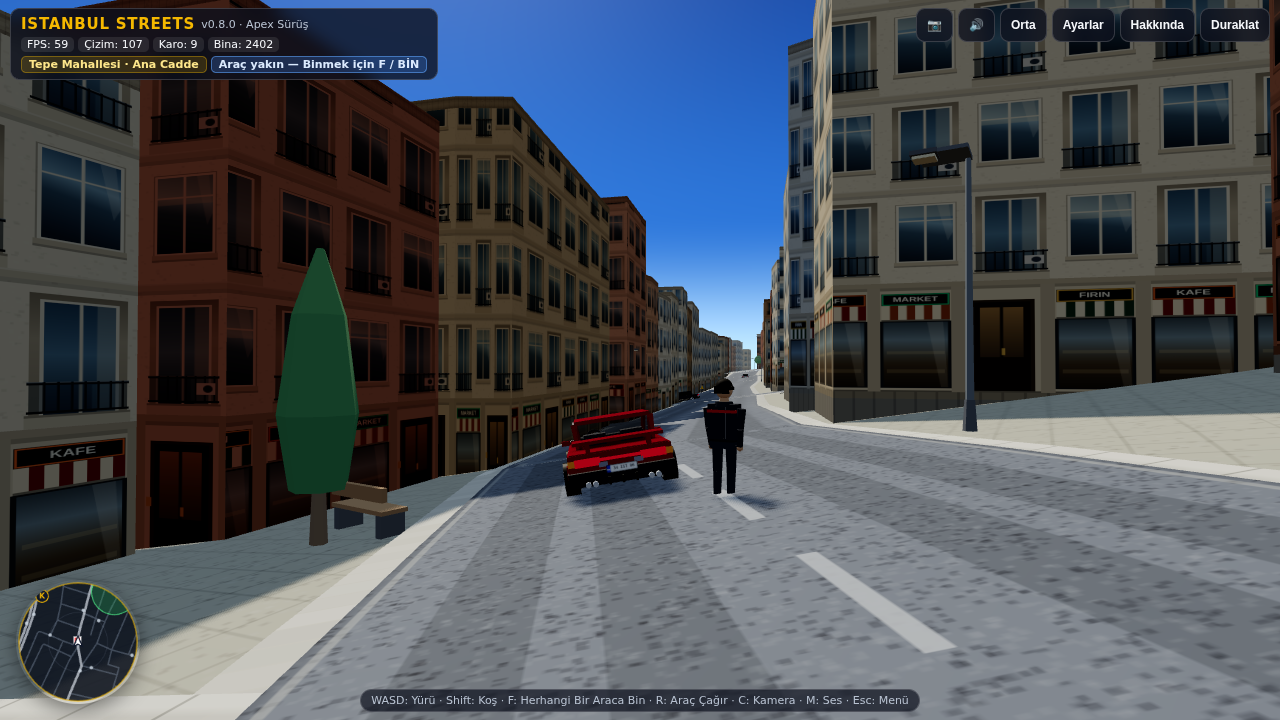 ISTANBUL STREETS v0.8.0 · Apex Sürüş
FPS: 59 Çizim: 107 Karo: 9 Bina: 2402
Tepe Mahallesi · Ana Cadde Araç yakın — Binmek için F / BİN
📷 🔊 Orta Ayarlar Hakkında Duraklat
MARKET
FIRIN
KAFE
KAFE
K
WASD: Yürü · Shift: Koş · F: Herhangi Bir Araca Bin · R: Araç Çağır · C: Kamera · M: Ses · Esc: Menü